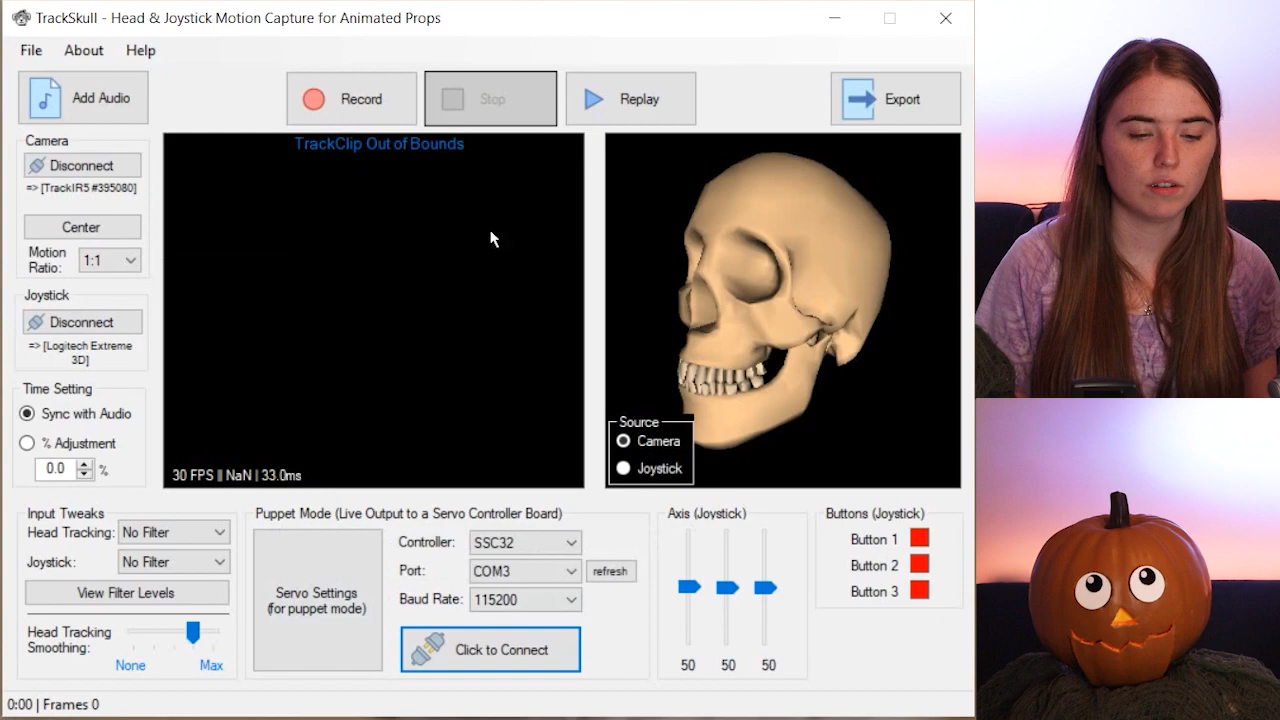 TrackSkull - Head & Joystick Motion Capture for Animated Props
File About Help
Add Audio
Record
Stop
Replay
Export
Camera
Disconnect
=> [TrackIR5 #395080]
Center
Motion
Ratio: 1:1
Joystick
Disconnect
=> [Logitech Extreme
3D]
Time Setting
Sync with Audio
% Adjustment
0.0 %
TrackClip Out of Bounds
30 FPS || NaN | 33.0ms
Source
Camera
Joystick
Input Tweaks
Head Tracking: No Filter
Joystick: No Filter
View Filter Levels
Head Tracking
Smoothing:
None Max
Puppet Mode (Live Output to a Servo Controller Board)
Servo Settings
(for puppet mode)
Controller: SSC32
Port: COM3 refresh
Baud Rate: 115200
Click to Connect
Axis (Joystick)
50 50 50
Buttons (Joystick)
Button 1
Button 2
Button 3
0:00 | Frames 0